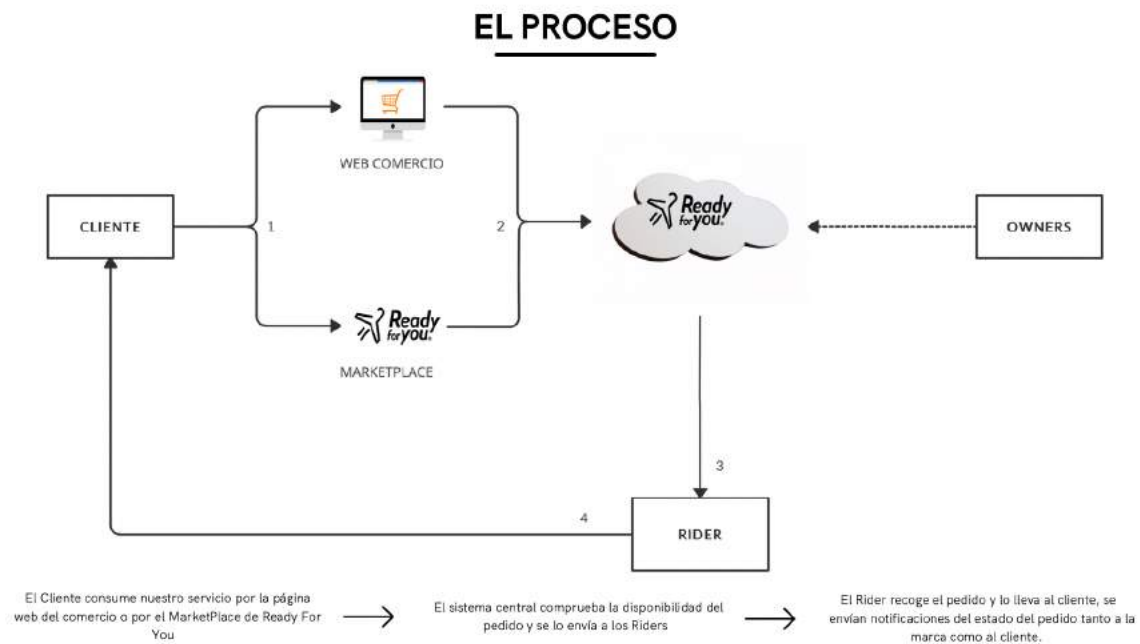 EL PROCESO
WEB COMERCIO
CLIENTE
1
2
Ready
for you.
OWNERS
Ready
for you.
MARKETPLACE
3
4
RIDER
El Cliente consume nuestro servicio por la página
web del comercio o por el MarketPlace de Ready For
You
El sistema central comprueba la disponibilidad del
pedido y se lo envía a los Riders
El Rider recoge el pedido y lo lleva al cliente, se
envían notificaciones del estado del pedido tanto a la
marca como al cliente.